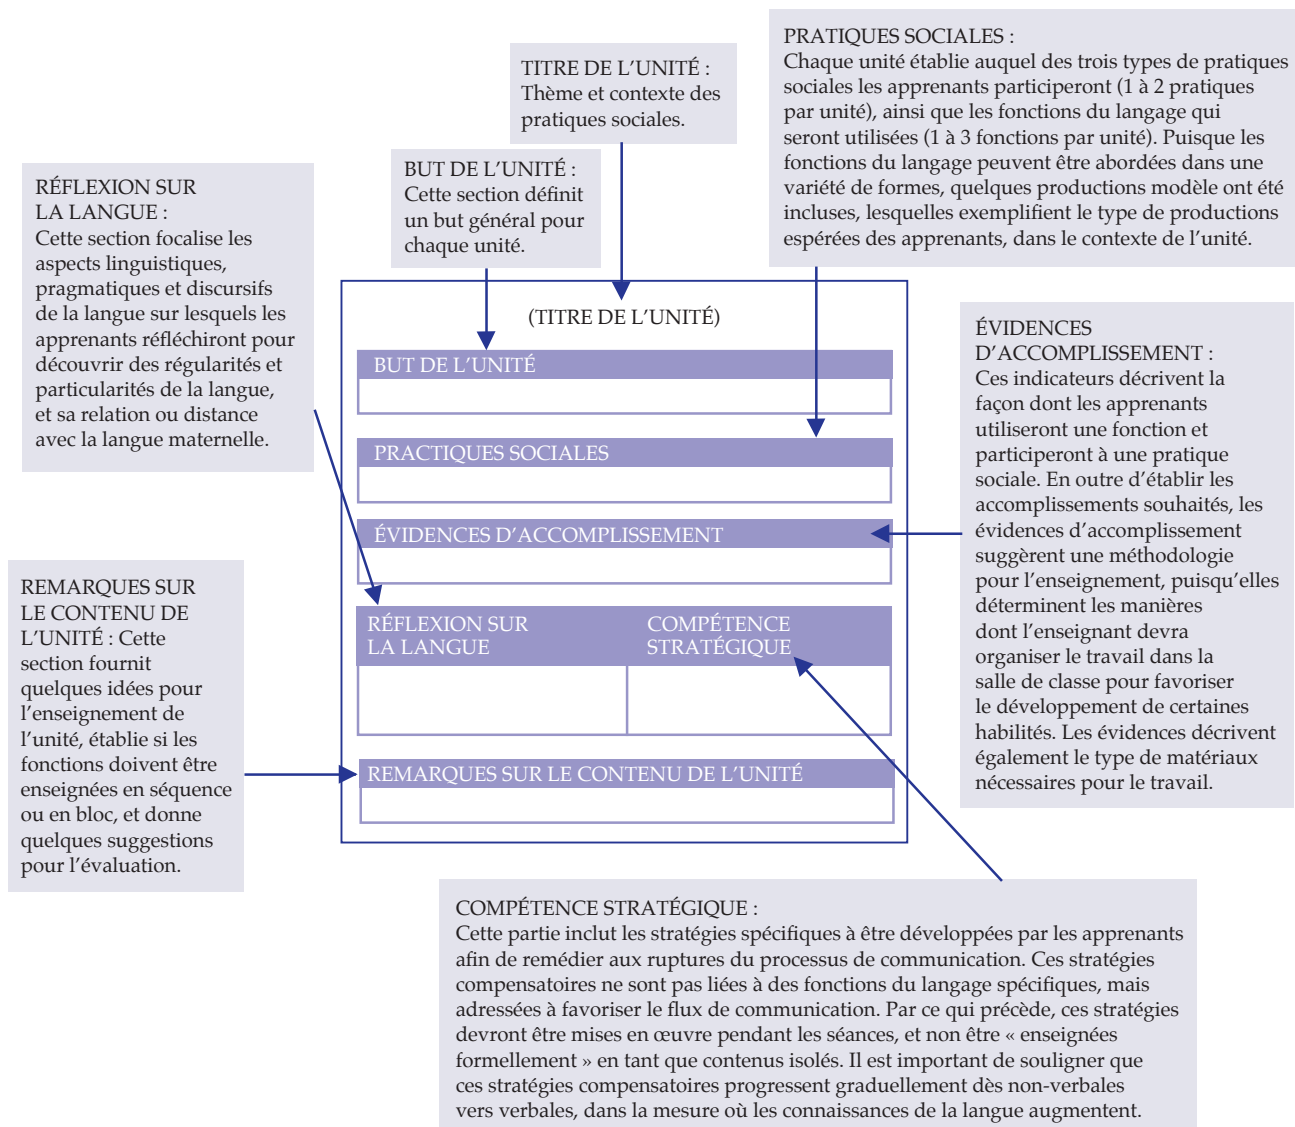 PRATIQUES SOCIALES :
Chaque unité établie auquel des trois types de pratiques
sociales les apprenants participeront (1 à 2 pratiques
par unité), ainsi que les fonctions du langage qui
seront utilisées (1 à 3 fonctions par unité). Puisque les
fonctions du langage peuvent être abordées dans une
variété de formes, quelques productions modèle ont été
incluses, lesquelles exemplifient le type de productions
espérées des apprenants, dans le contexte de l’unité.
TITRE DE L’UNITÉ :
Thème et contexte des
pratiques sociales.
BUT DE L’UNITÉ :
Cette section définit
un but général pour
chaque unité.
RÉFLEXION SUR
LA LANGUE :
Cette section focalise les
aspects linguistiques,
pragmatiques et discursifs
de la langue sur lesquels les
apprenants réfléchiront pour
découvrir des régularités et
particularités de la langue,
et sa relation ou distance
avec la langue maternelle.
(TITRE DE L’UNITÉ)
BUT DE L’UNITÉ
PRACTIQUES SOCIALES
ÉVIDENCES D’ACCOMPLISSEMENT
RÉFLEXION SUR
LA LANGUE
COMPÉTENCE
STRATÉGIQUE
REMARQUES SUR LE CONTENU DE L’UNITÉ
ÉVIDENCES
D’ACCOMPLISSEMENT :
Ces indicateurs décrivent la
façon dont les apprenants
utiliseront une fonction et
participeront à une pratique
sociale. En outre d’établir les
accomplissements souhaités, les
évidences d’accomplissement
suggèrent une méthodologie
pour l’enseignement, puisqu’elles
déterminent les manières
dont l’enseignant devra
organiser le travail dans la
salle de classe pour favoriser
le développement de certaines
habilités. Les évidences décrivent
également le type de matériaux
nécessaires pour le travail.
REMARQUES SUR
LE CONTENU DE
L’UNITÉ : Cette
section fournit
quelques idées pour
l’enseignement de
l’unité, établie si les
fonctions doivent être
enseignées en séquence
ou en bloc, et donne
quelques suggestions
pour l’évaluation.
COMPÉTENCE STRATÉGIQUE :
Cette partie inclut les stratégies spécifiques à être développées par les apprenants
afin de remédier aux ruptures du processus de communication. Ces stratégies
compensatoires ne sont pas liées à des fonctions du langage spécifiques, mais
adressées à favoriser le flux de communication. Par ce qui précède, ces stratégies
devront être mises en œuvre pendant les séances, et non être « enseignées
formellement » en tant que contenus isolés. Il est important de souligner que
ces stratégies compensatoires progressent graduellement dès non-verbales
vers verbales, dans la mesure où les connaissances de la langue augmentent.